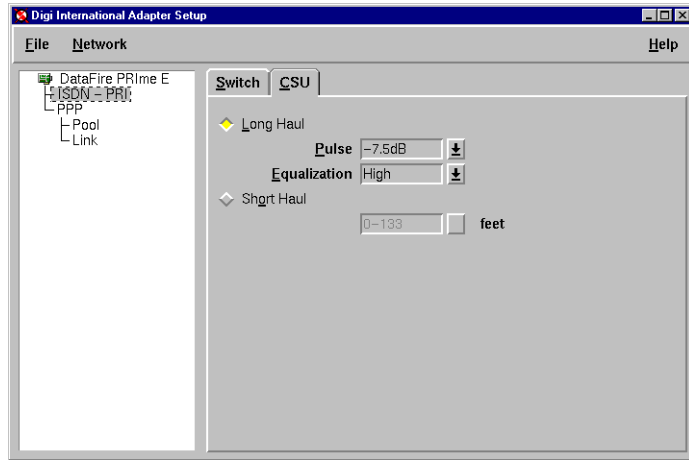 Digi International Adapter Setup
File Network Help
DataFire PRIme E
ISDN – PRI
PPP
Pool
Link
Switch CSU
Long Haul
Pulse –7.5dB
Equalization High
Short Haul
0–133 feet